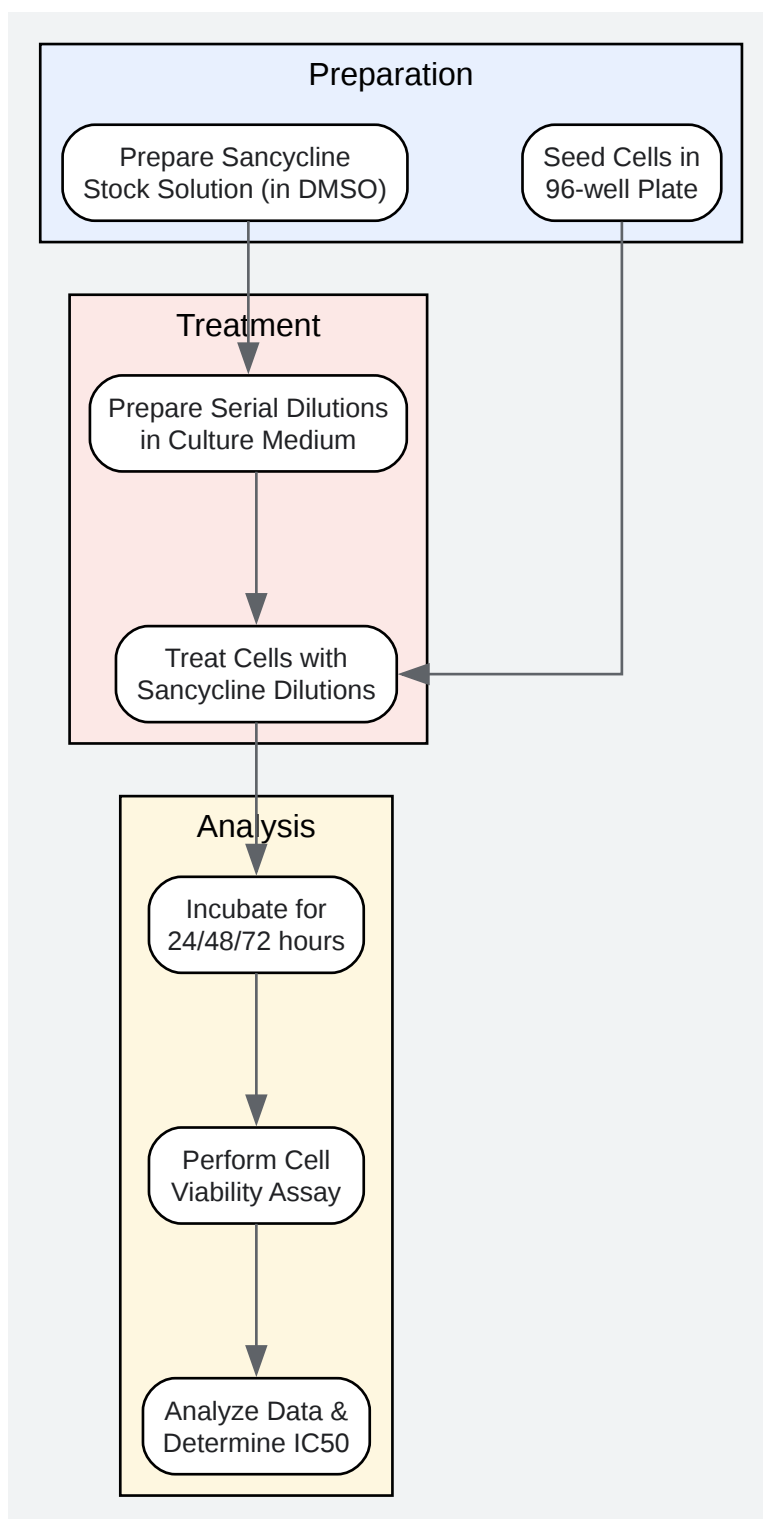 Preparation
Prepare Sancycline
Stock Solution (in DMSO)
Seed Cells in
96-well Plate
Treatment
Prepare Serial Dilutions
in Culture Medium
Treat Cells with
Sancycline Dilutions
Analysis
Incubate for
24/48/72 hours
Perform Cell
Viability Assay
Analyze Data &
Determine IC50